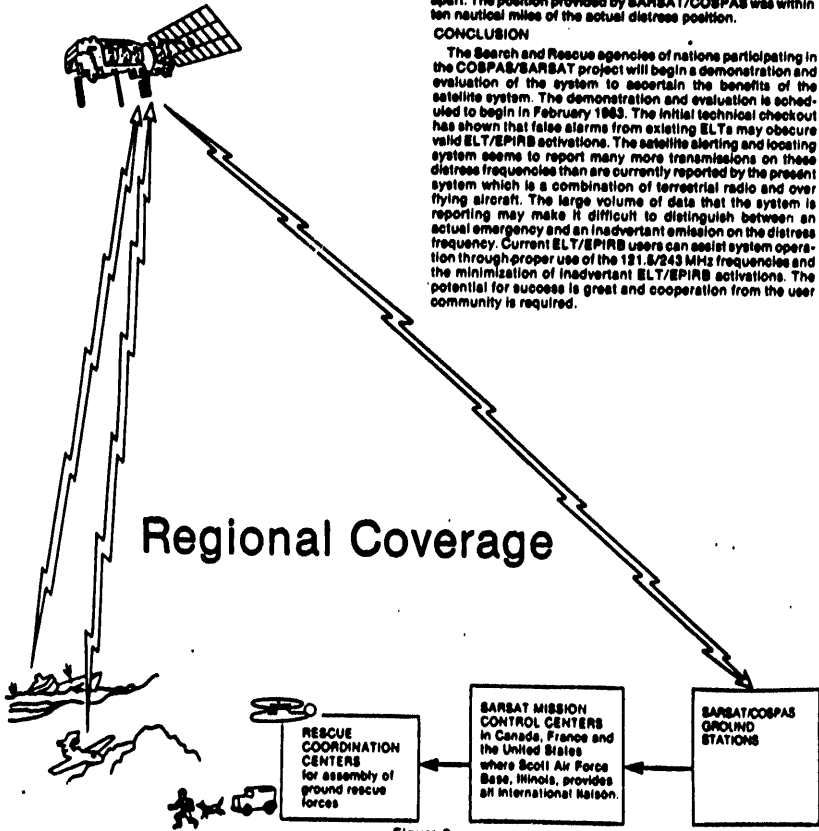 apart. The position provided by SARSAT/COSPAS was within
ten nautical miles of the actual distress position.
CONCLUSION
The Search and Rescue agencies of nations participating in
the COSPAS/SARSAT project will begin a demonstration and
evaluation of the system to ascertain the benefits of the
satellite system. The demonstration and evaluation is sched-
uled to begin in February 1983. The initial technical checkout
has shown that false alarms from existing ELTs may obscure
valid ELT/EPIRB activations. The satellite alerting and locating
system seems to report many more transmissions on these
distress frequencies than are currently reported by the present
system which is a combination of terrestrial radio and over
flying aircraft. The large volume of data that the system is
reporting may make it difficult to distinguish between an
actual emergency and an inadvertant emission on the distress
frequency. Current ELT/EPIRB users can assist system opera-
tion through proper use of the 121.5/243 MHz frequencies and
the minimization of inadvertant ELT/EPIRB activations. The
potential for success is great and cooperation from the user
community is required.
Regional Coverage
RESCUE
COORDINATION
CENTERS
for assembly of
ground rescue
forces
SARSAT MISSION
CONTROL CENTERS
in Canada, France and
the United States
where Scott Air Force
Base, Illinois, provides
all international liaison.
SARSAT/COSPAS
GROUND
STATIONS